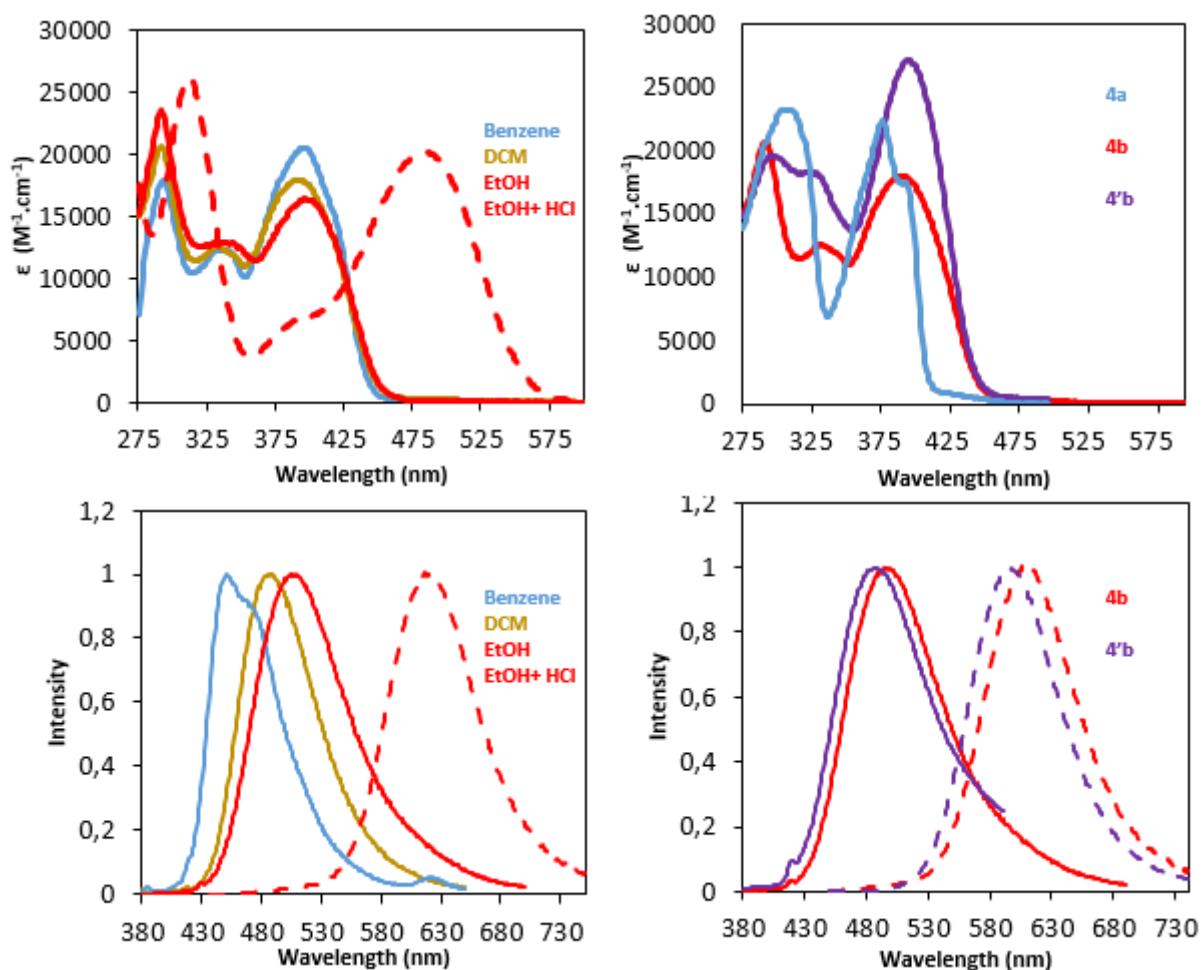 30000
25000
20000
15000
10000
5000
0
ε (M-1.cm-1)
275 325 375 425 475 525 575
Wavelength (nm)
Benzene
DCM
EtOH
EtOH+ HCl
30000
25000
20000
15000
10000
5000
0
ε (M-1.cm-1)
275 325 375 425 475 525 575
Wavelength (nm)
4a
4b
4'b
1,2
1
0,8
0,6
0,4
0,2
0
Intensity
380 430 480 530 580 630 680 730
Wavelength (nm)
Benzene
DCM
EtOH
EtOH+ HCl
1,2
1
0,8
0,6
0,4
0,2
0
Intensity
380 430 480 530 580 630 680 730
Wavelength (nm)
4b
4'b